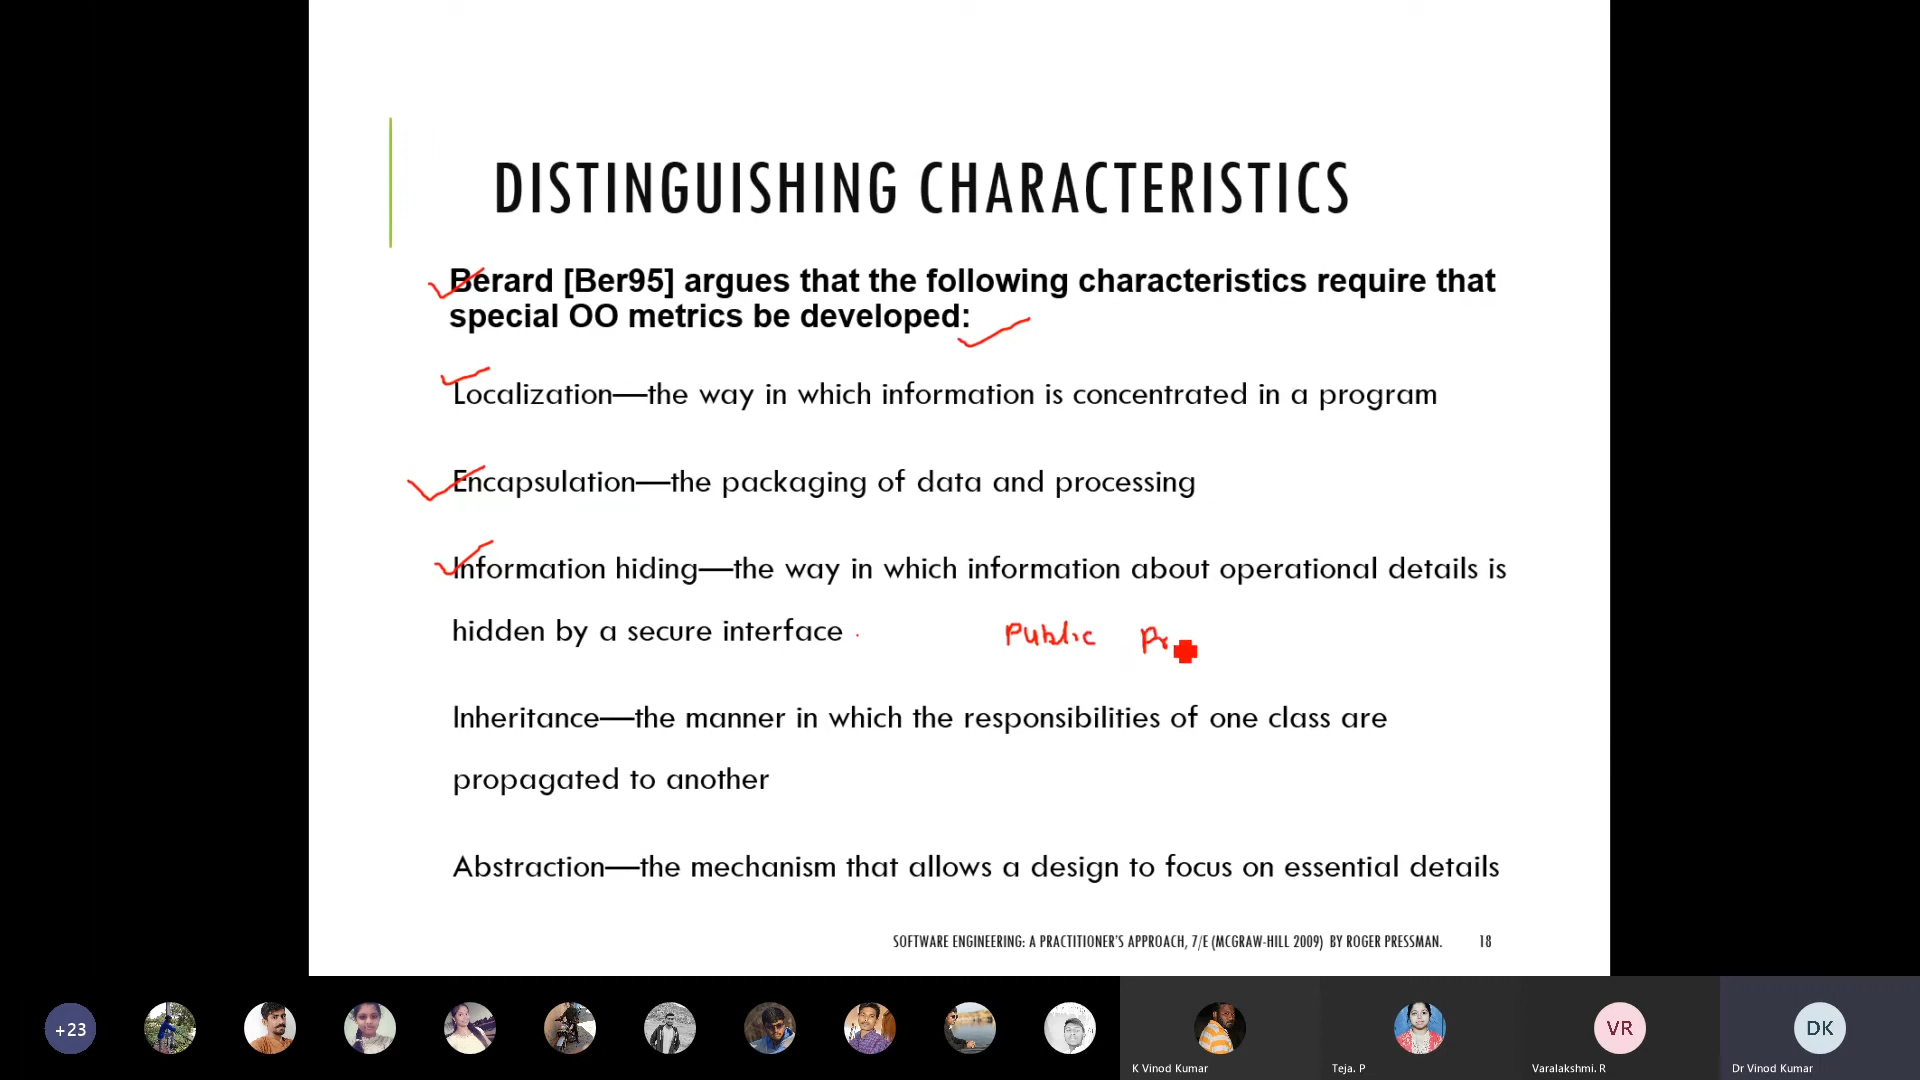 DISTINGUISHING CHARACTERISTICS
Berard [Ber95] argues that the following characteristics require that
special OO metrics be developed:
Localization—the way in which information is concentrated in a program
Encapsulation—the packaging of data and processing
Information hiding—the way in which information about operational details is
hidden by a secure interface
Public Pr
Inheritance—the manner in which the responsibilities of one class are
propagated to another
Abstraction—the mechanism that allows a design to focus on essential details
SOFTWARE ENGINEERING: A PRACTITIONER'S APPROACH, 7/E (MCGRAW-HILL 2009) BY ROGER PRESSMAN. 18
+23
VR
DK
K Vinod Kumar
Teja. P
Varalakshmi. R
Dr Vinod Kumar